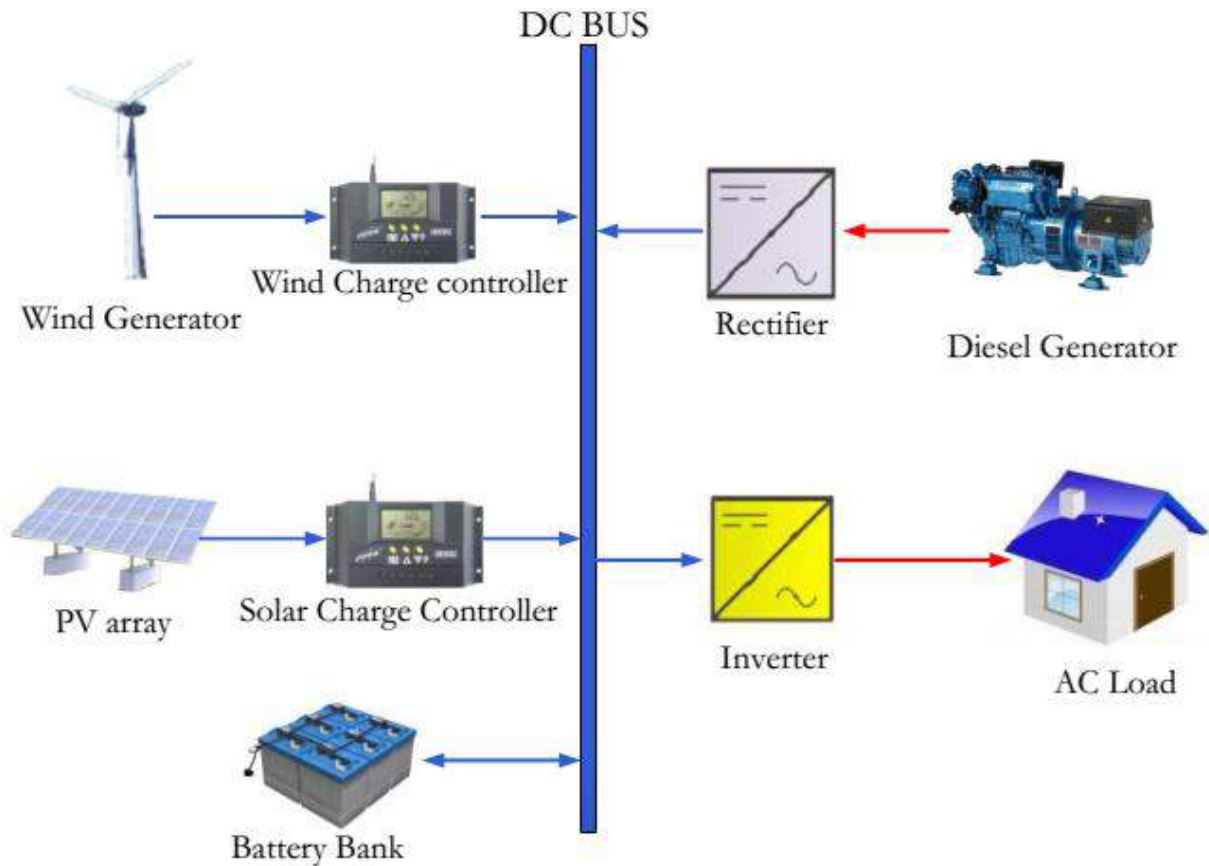 DC BUS
Wind Generator
Wind Charge controller
Rectifier
Diesel Generator
PV array
Solar Charge Controller
Inverter
AC Load
Battery Bank